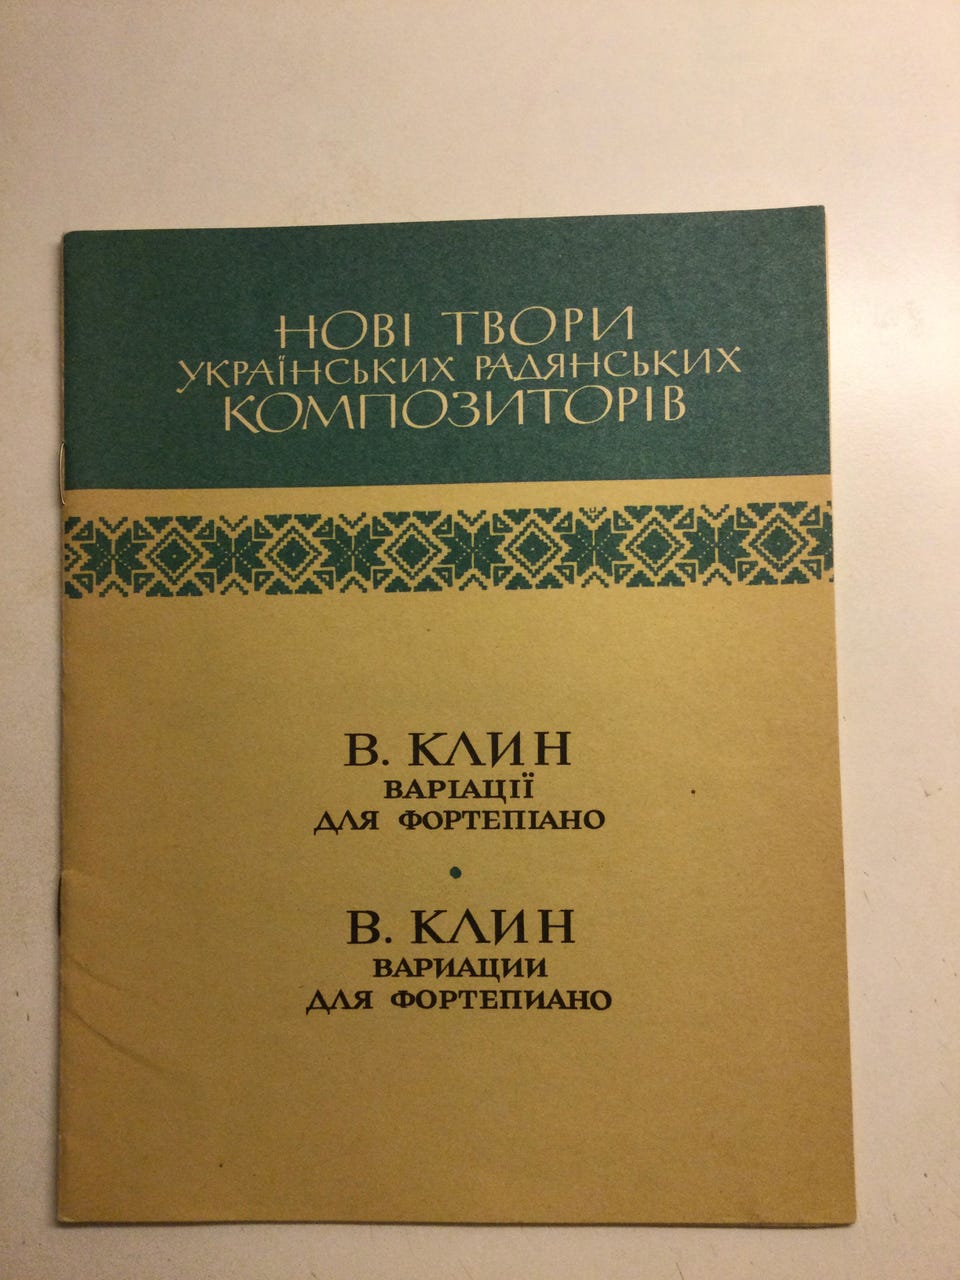 НОВІ ТВОРИ
УКРАЇНСЬКИХ РАДЯНСЬКИХ
КОМПОЗИТОРІВ
В. КЛИН
ВАРІАЦІЇ
ДЛЯ ФОРТЕПІАНО
•
В. КЛИН
ВАРИАЦИИ
ДЛЯ ФОРТЕПИАНО